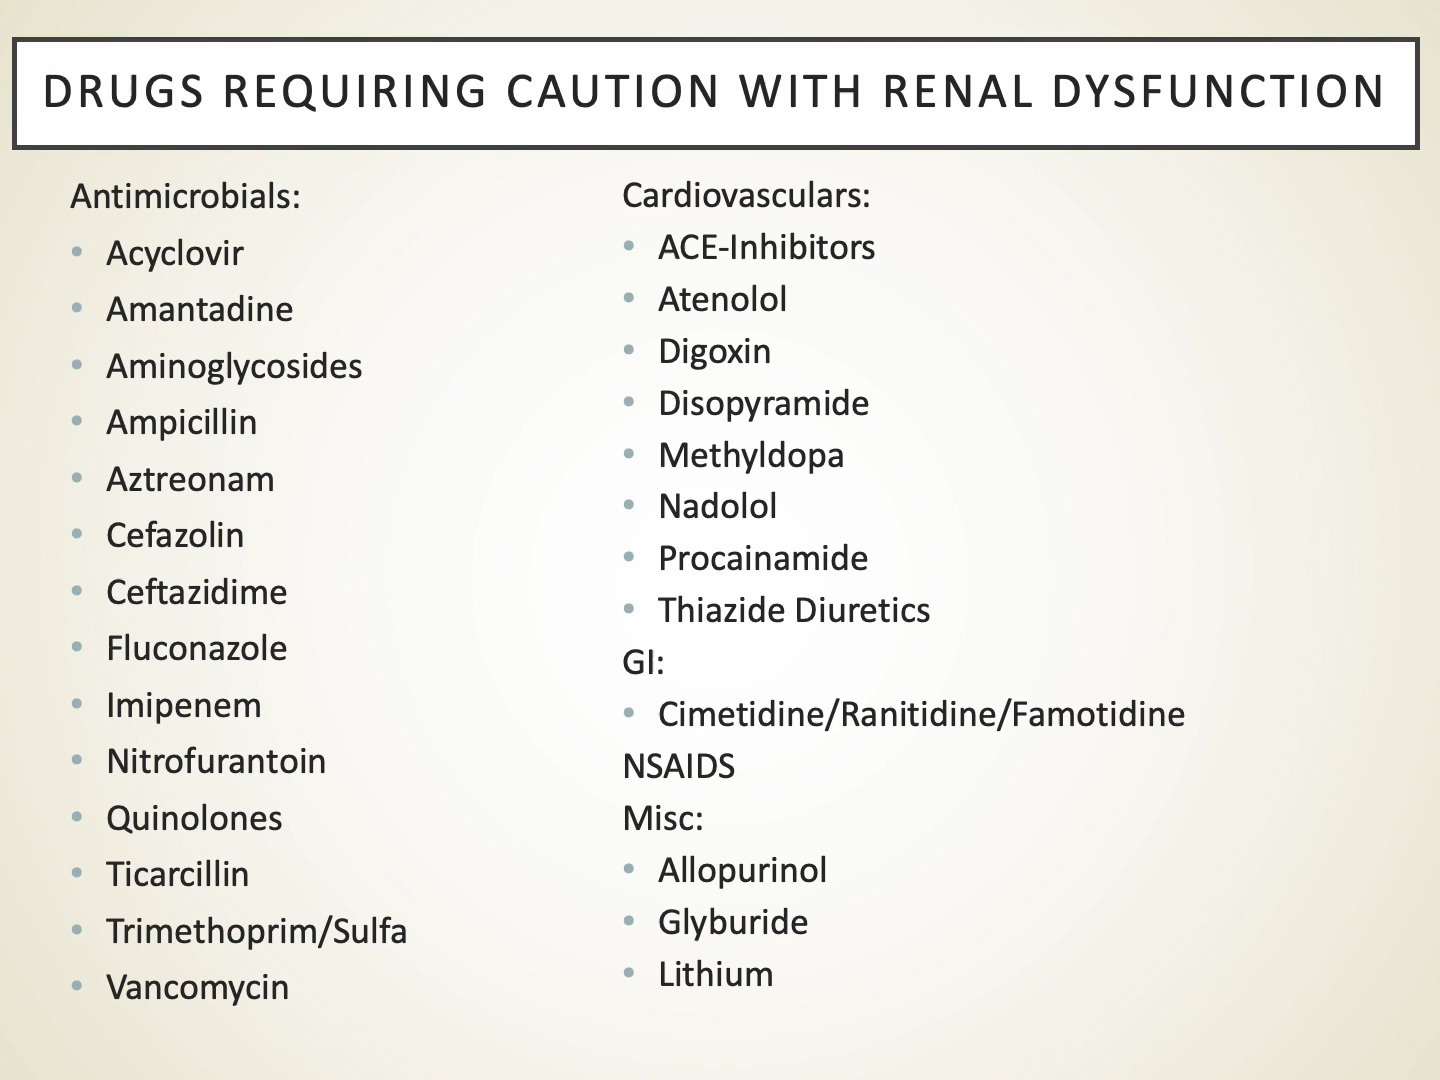 DRUGS REQUIRING CAUTION WITH RENAL DYSFUNCTION
Antimicrobials:
• Acyclovir
• Amantadine
• Aminoglycosides
• Ampicillin
• Aztreonam
• Cefazolin
• Ceftazidime
• Fluconazole
• Imipenem
• Nitrofurantoin
• Quinolones
• Ticarcillin
• Trimethoprim/Sulfa
• Vancomycin
Cardiovasculars:
• ACE-Inhibitors
• Atenolol
• Digoxin
• Disopyramide
• Methyldopa
• Nadolol
• Procainamide
• Thiazide Diuretics
GI:
• Cimetidine/Ranitidine/Famotidine
NSAIDS
Misc:
• Allopurinol
• Glyburide
• Lithium